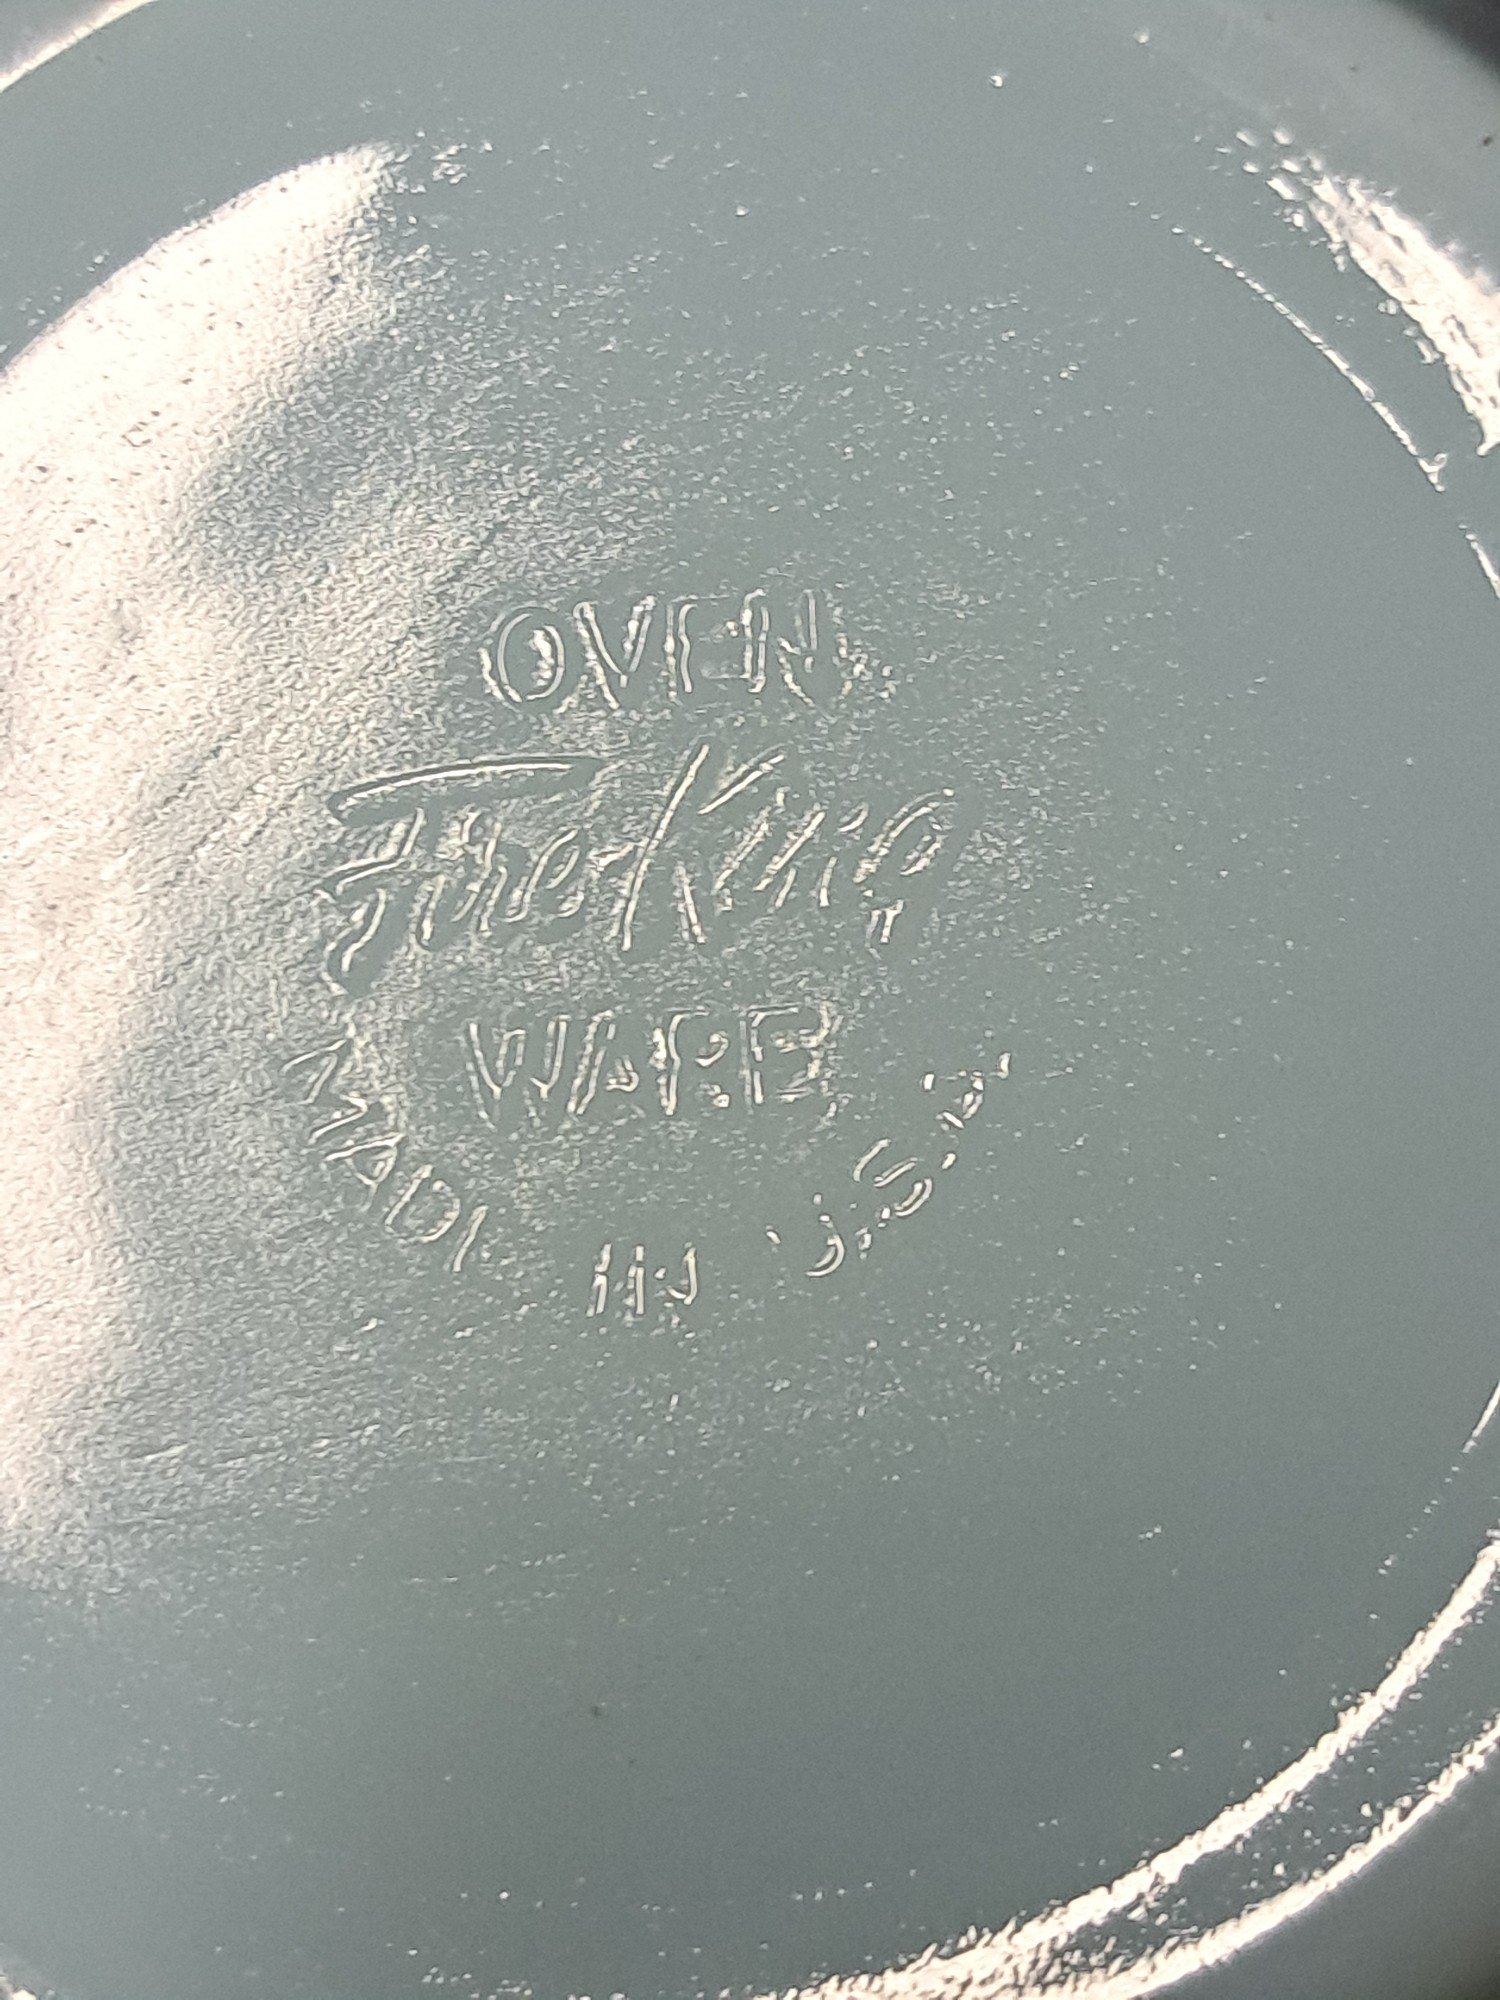 OVEN
Fire-King
WARE
MADE IN U.S.A.